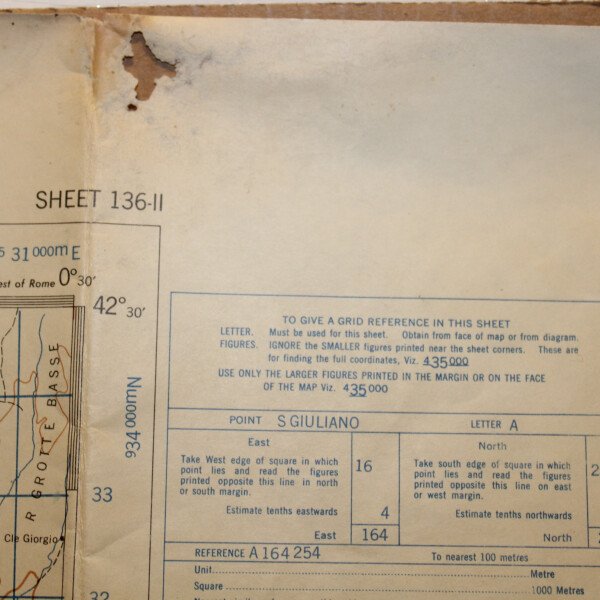 SHEET 136-II
31 000m E
est of Rome 0°30'
42°30'
934 000m N
R GROTTE BASSE
33
Cle Giorgio
32
TO GIVE A GRID REFERENCE IN THIS SHEET
LETTER. Must be used for this sheet. Obtain from face of map or from diagram.
FIGURES. IGNORE the SMALLER figures printed near the sheet corners. These are
for finding the full coordinates, Viz. 435000
USE ONLY THE LARGER FIGURES PRINTED IN THE MARGIN OR ON THE FACE
OF THE MAP Viz. 435000
POINT S GIULIANO LETTER A
East
Take West edge of square in which
point lies and read the figures
printed opposite this line in north
or south margin.
16
Estimate tenths eastwards 4
East 164
North
Take south edge of square in which
point lies and read the figures
printed opposite this line on east
or west margin.
2
Estimate tenths northwards
North
REFERENCE A 164 254 To nearest 100 metres
Unit Metre
Square 1000 Metres